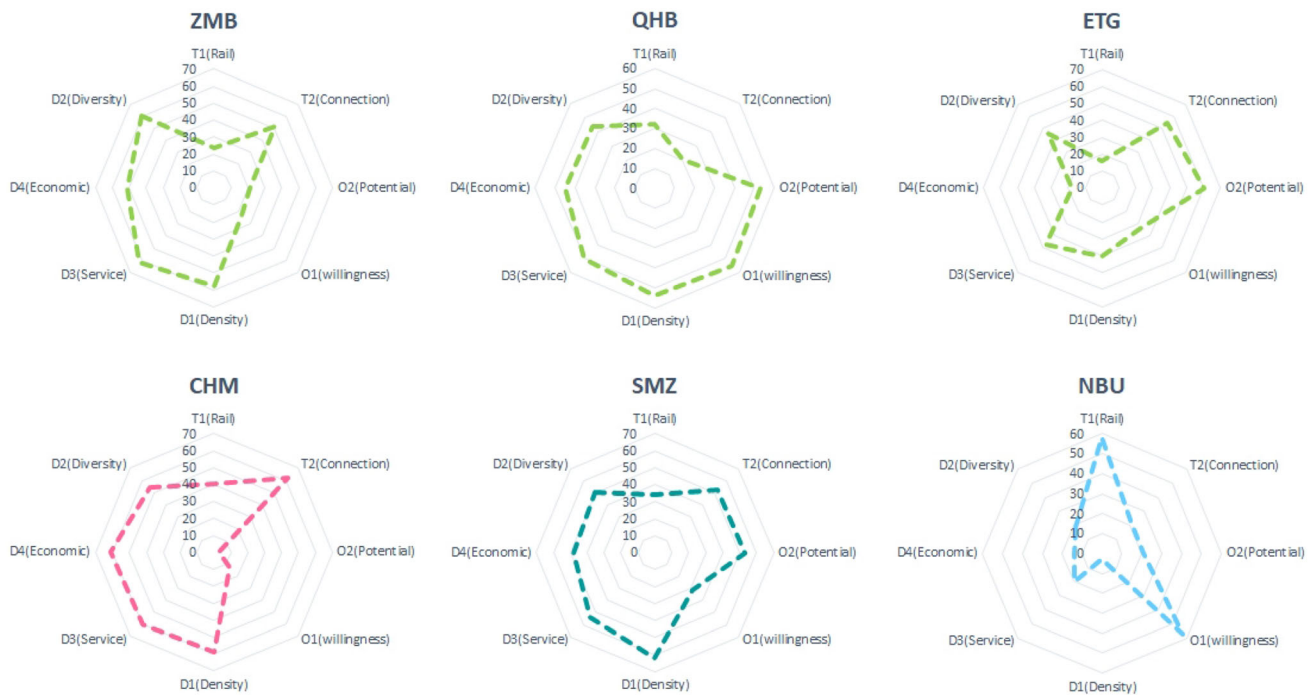 ZMB
T1(Rail)
70
60
50
40
30
20
10
0
T2(Connection)
O2(Potential)
O1(willingness)
D1(Density)
D3(Service)
D4(Economic)
D2(Diversity)
QHB
T1(Rail)
60
50
40
30
20
10
0
T2(Connection)
O2(Potential)
O1(willingness)
D1(Density)
D3(Service)
D4(Economic)
D2(Diversity)
ETG
T1(Rail)
70
60
50
40
30
20
10
0
T2(Connection)
O2(Potential)
O1(willingness)
D1(Density)
D3(Service)
D4(Economic)
D2(Diversity)
CHM
T1(Rail)
70
60
50
40
30
20
10
0
T2(Connection)
O2(Potential)
O1(willingness)
D1(Density)
D3(Service)
D4(Economic)
D2(Diversity)
SMZ
T1(Rail)
70
60
50
40
30
20
10
0
T2(Connection)
O2(Potential)
O1(willingness)
D1(Density)
D3(Service)
D4(Economic)
D2(Diversity)
NBU
T1(Rail)
60
50
40
30
20
10
0
T2(Connection)
O2(Potential)
O1(willingness)
D1(Density)
D3(Service)
D4(Economic)
D2(Diversity)